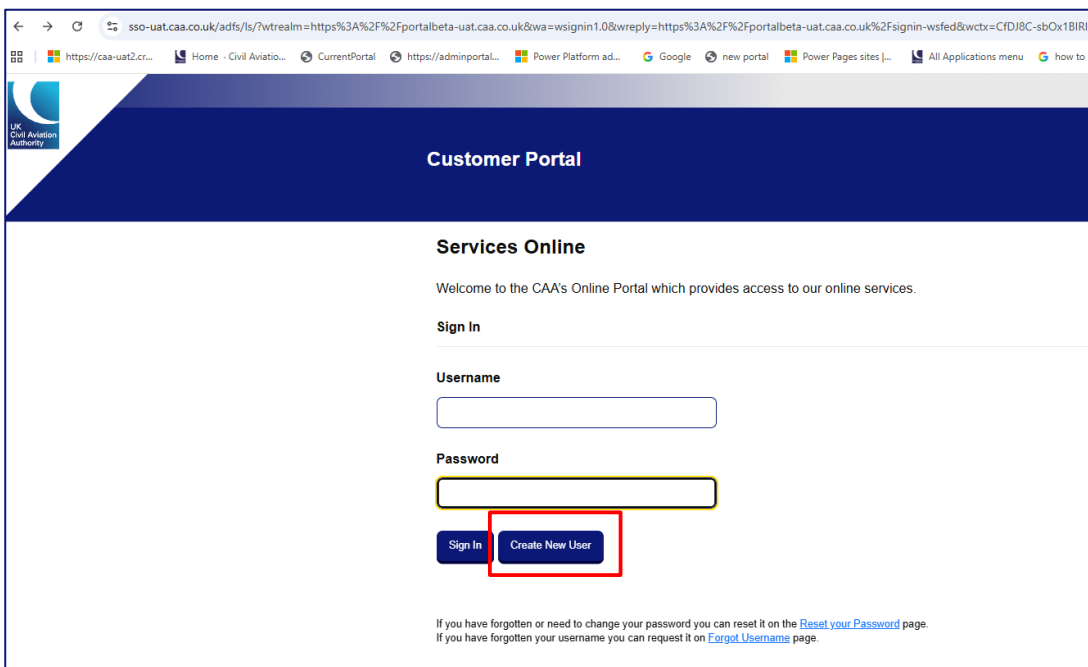 sso-uat.caa.co.uk/adfs/ls/?wtrealm=https%3A%2F%2Fportalbeta-uat.caa.co.uk&wa=wsignin1.0&wreply=https%3A%2F%2Fportalbeta-uat.caa.co.uk%2Fsignin-wsfed&wctx=CfDJ8C-sbOx1BIRI
https://caa-uat2.cr... Home - Civil Aviatio... CurrentPortal https://adminportal... Power Platform ad... Google new portal Power Pages sites |... All Applications menu how to
UK
Civil Aviation
Authority
Customer Portal
Services Online
Welcome to the CAA's Online Portal which provides access to our online services.
Sign In
Username
Password
Sign In Create New User
If you have forgotten or need to change your password you can reset it on the Reset your Password page.
If you have forgotten your username you can request it on Forgot Username page.